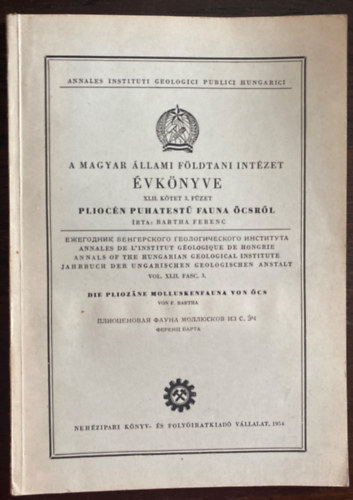 ANNALES INSTITUTI GEOLOGICI PUBLICI HUNGARICI
A MAGYAR ÁLLAMI FÖLDTANI INTÉZET
ÉVKÖNYVE
XLII. KÖTET 3. FÜZET
PLIOCÉN PUHATESTŰ FAUNA ÖCSRŐL
ÍRTA: BARTHA FERENC
ЕЖЕГОДНИК ВЕНГЕРСКОГО ГЕОЛОГИЧЕСКОГО ИНСТИТУТА
ANNALES DE L'INSTITUT GÉOLOGIQUE DE HONGRIE
ANNALS OF THE HUNGARIAN GEOLOGICAL INSTITUTE
JAHRBUCH DER UNGARISCHEN GEOLOGISCHEN ANSTALT
VOL. XLII. FASC. 3.
DIE PLIOZÄNE MOLLUSKENFAUNA VON ÖCS
VON F. BARTHA
ПЛИОЦЕНОВАЯ ФАУНА МОЛЛЮСКОВ ИЗ С. ЭЧ
ФЕРЕНЦ БАРТА
NEHÉZIPARI KÖNYV- ÉS FOLYÓIRATKIADÓ VÁLLALAT, 1954